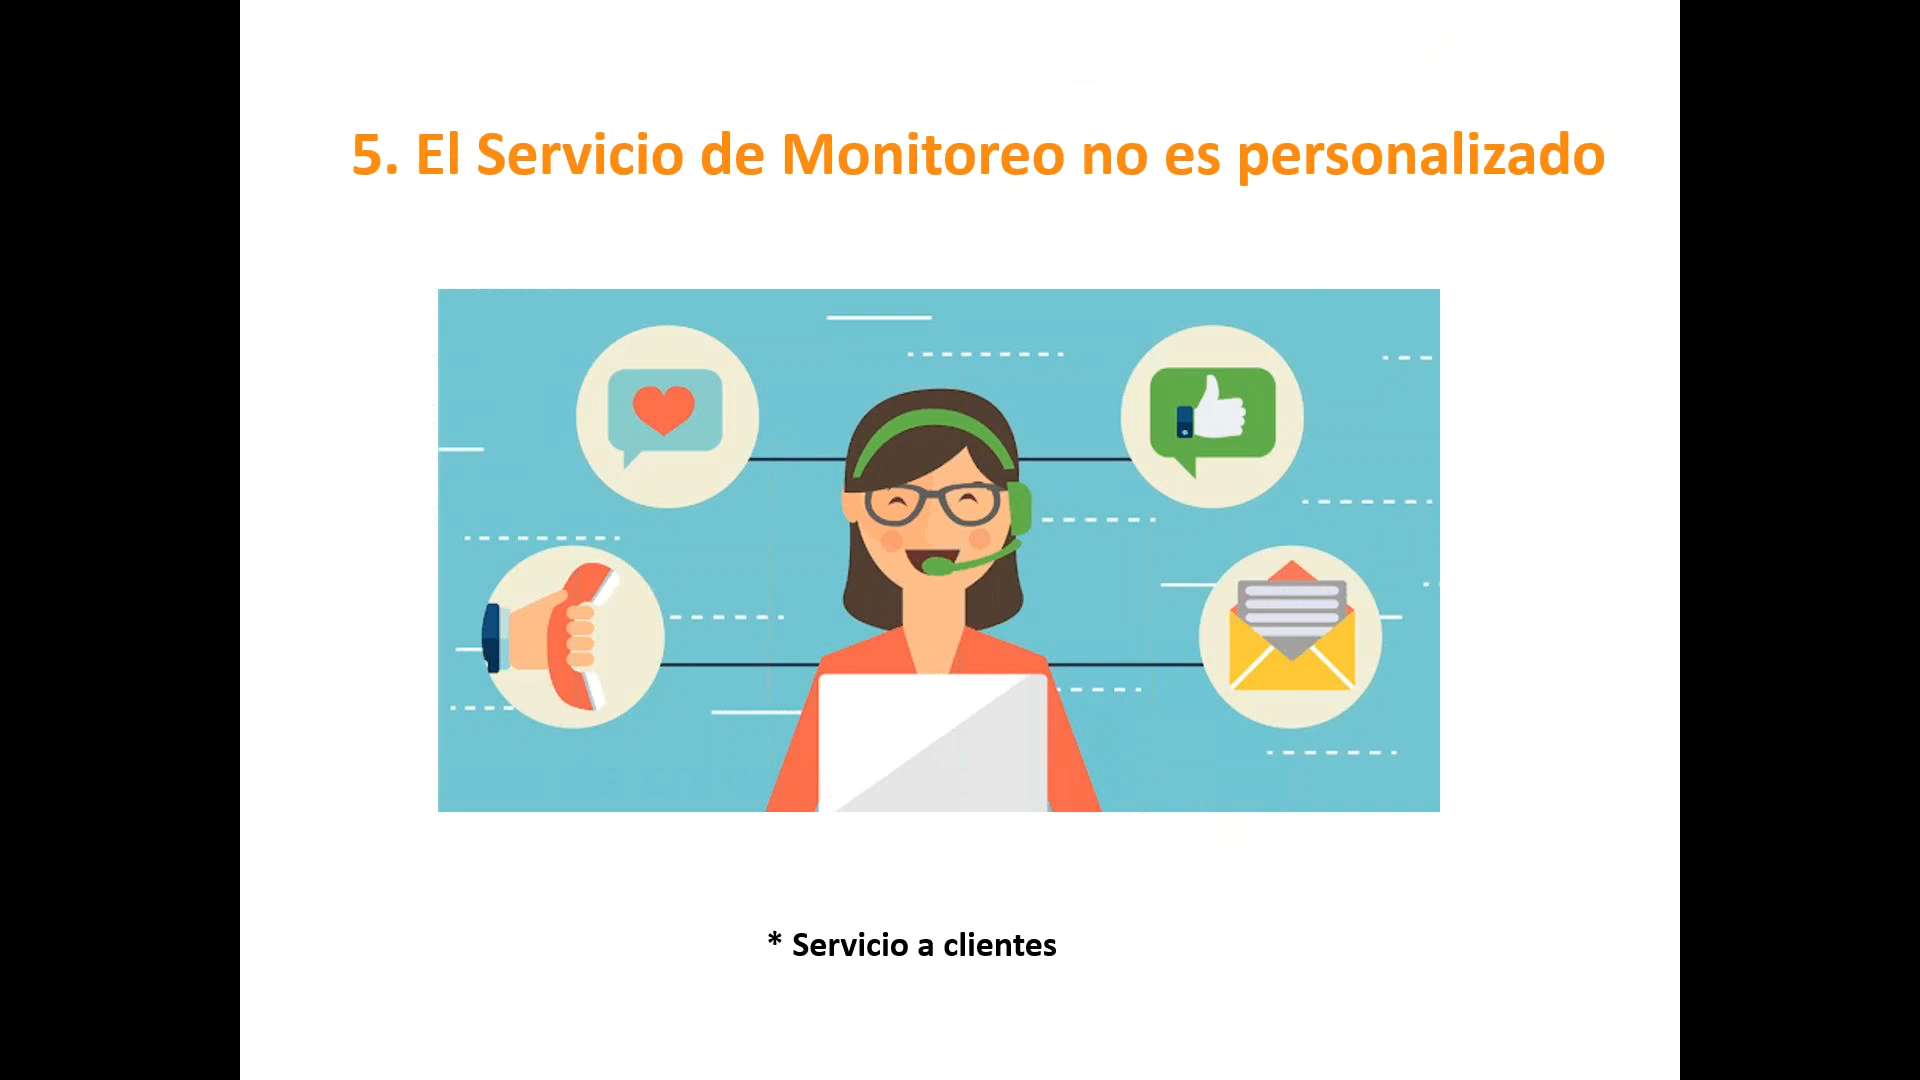 5. El Servicio de Monitoreo no es personalizado
* Servicio a clientes